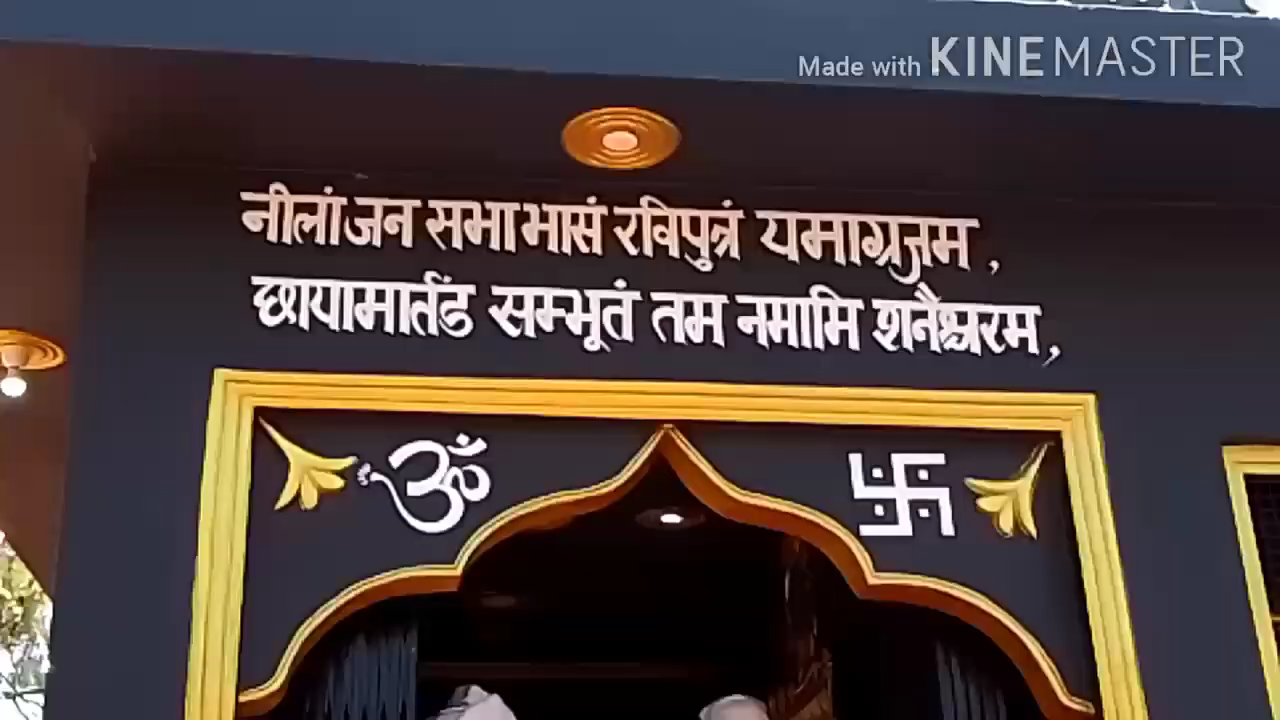 Made with KINEMASTER
नीलांजन सभाभासं रविपुत्रं यमाग्रजम,
छायामार्तंड सम्भूतं तम नमामि शनैश्चरम,
ॐ